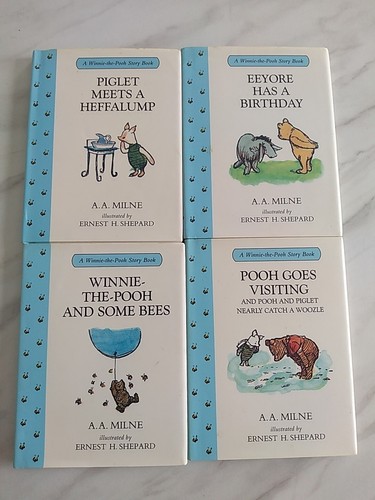 A Winnie-the-Pooh Story Book
PIGLET
MEETS A
HEFFALUMP
A.A. MILNE
illustrated by
ERNEST H. SHEPARD
A Winnie-the-Pooh Story Book
EEYORE
HAS A
BIRTHDAY
A.A. MILNE
illustrated by
ERNEST H. SHEPARD
A Winnie-the-Pooh Story Book
WINNIE-
THE-POOH
AND SOME BEES
A.A. MILNE
illustrated by
ERNEST H. SHEPARD
A Winnie-the-Pooh Story Book
POOH GOES
VISITING
AND POOH AND PIGLET
NEARLY CATCH A WOOZLE
A.A. MILNE
illustrated by
ERNEST H. SHEPARD